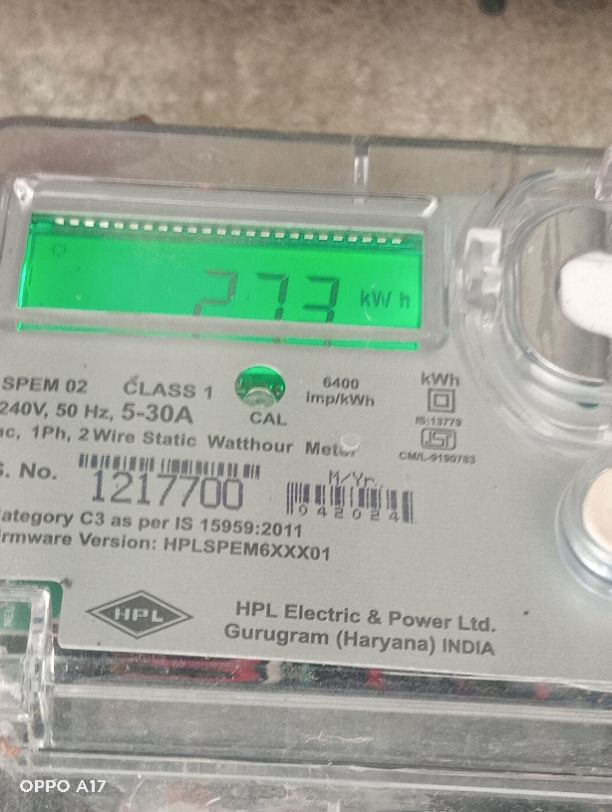 273 kW h
SPEM 02 CLASS 1 6400 imp/kWh kWh
240V, 50 Hz, 5-30A CAL IS:13779
ac, 1Ph, 2 Wire Static Watthour Meter
CM/L-9190783
S. No. 1217700 M/Yr. 042024
ategory C3 as per IS 15959:2011
rmware Version: HPLSPEM6XXX01
HPL
HPL Electric & Power Ltd.
Gurugram (Haryana) INDIA
OPPO A17